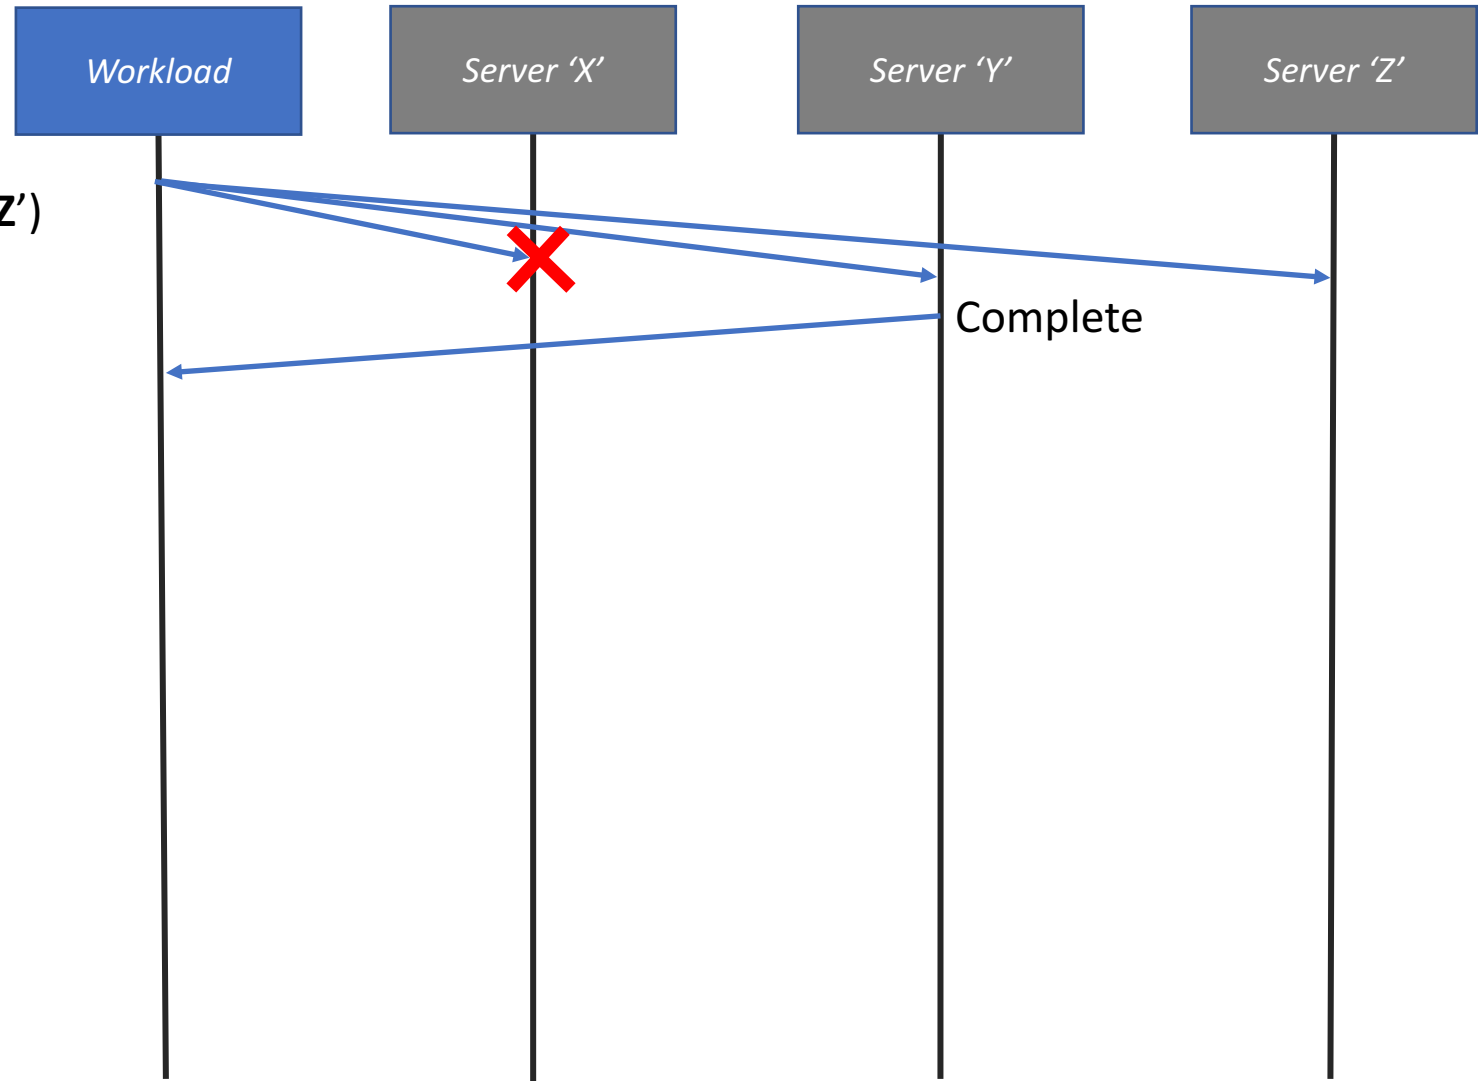 Workload
Server ‘X’
Server ‘Y’
Server ‘Z’
Z’)
Complete